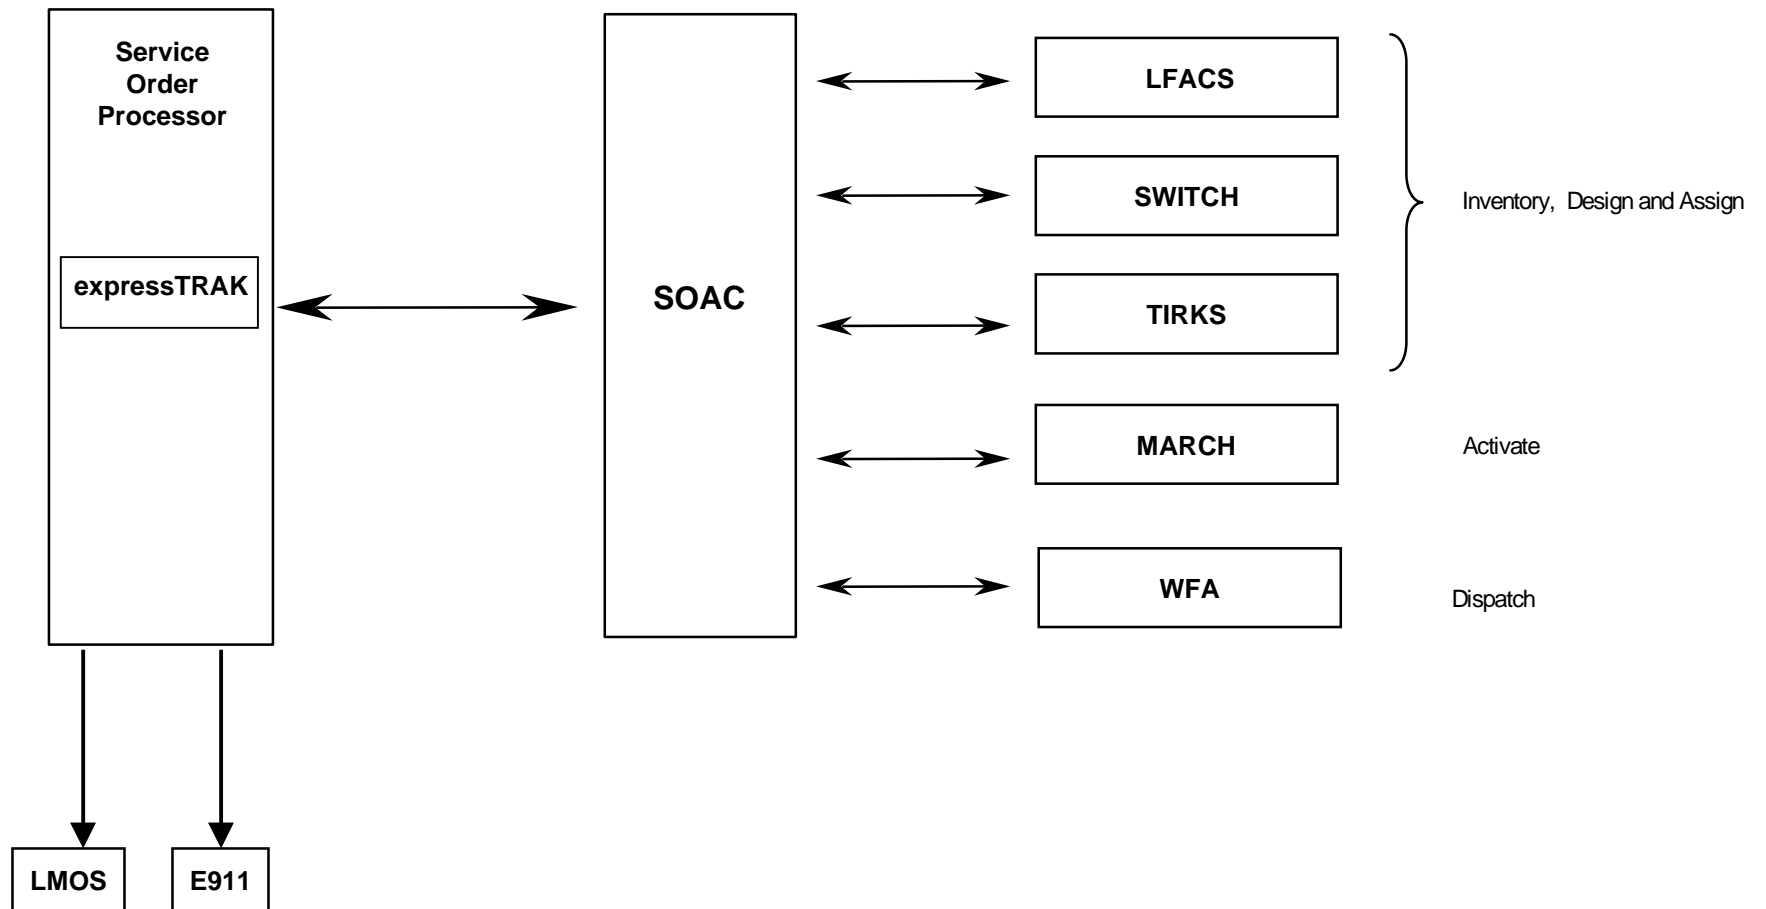 Service
Order
Processor
expressTRAK
SOAC
LFACS
SWITCH
TIRKS
MARCH
WFA
Inventory, Design and Assign
Activate
Dispatch
LMOS
E911